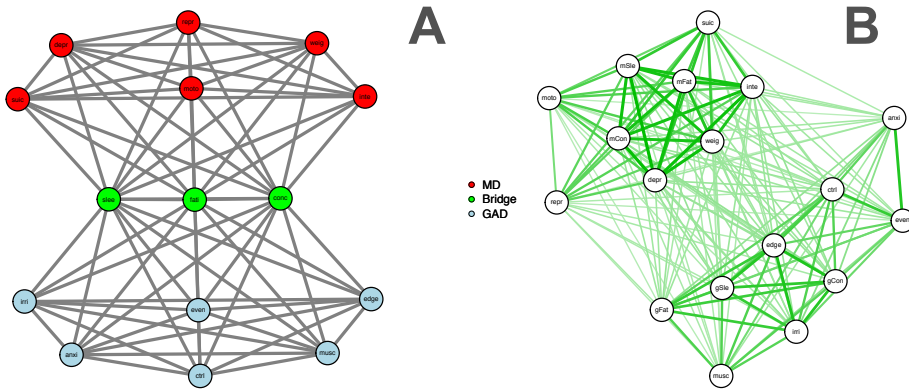 A
B
repr
depr
weig
moto
suic
inte
slee
fati
conc
irri
even
edge
anxi
musc
ctrl
MD
Bridge
GAD
suic
mSle
mFat
inte
moto
anxi
mCon
weig
depr
ctrl
repr
even
edge
gSle
gCon
gFat
irri
musc